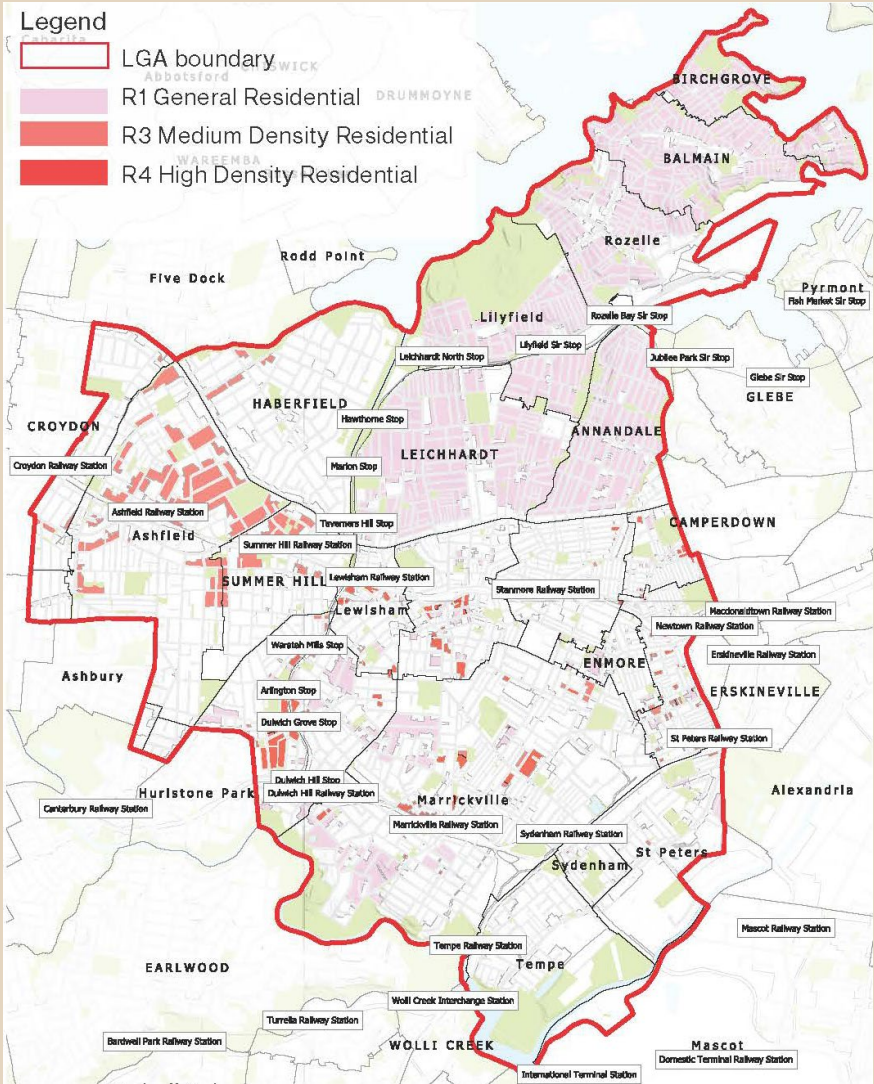 Legend
LGA boundary
R1 General Residential
R3 Medium Density Residential
R4 High Density Residential
Abbotsford
DRUMMOYNE
WAREEMBA
BIRCHGROVE
BALMAIN
Rozelle
Rodd Point
Five Dock
Pyrmont
Fish Market Slr Stop
Lilyfield
Rozelle Bay Slr Stop
Lilyfield Slr Stop
Leichhardt North Stop
Jubilee Park Slr Stop
Glebe Slr Stop
GLEBE
HABERFIELD
Hawthorne Stop
CROYDON
ANNANDALE
LEICHHARDT
Croydon Railway Station
Marion Stop
Ashfield Railway Station
Taverners Hill Stop
CAMPERDOWN
Ashfield
Summer Hill Railway Station
SUMMER HILL
Lewisham Railway Station
Stanmore Railway Station
Lewisham
Macdonaldtown Railway Station
Newtown Railway Station
Waratah Mills Stop
Erskineville Railway Station
ENMORE
Ashbury
Arlington Stop
ERSKINEVILLE
Dulwich Grove Stop
St Peters Railway Station
Dulwich Hill Stop
Hurlstone Park
Dulwich Hill Railway Station
Alexandria
Marrickville
Canterbury Railway Station
Marrickville Railway Station
Sydenham Railway Station
St Peters
Sydenham
Mascot Railway Station
Tempe Railway Station
Tempe
EARLWOOD
Wolli Creek Interchange Station
Turrella Railway Station
Bardwell Park Railway Station
WOLLI CREEK
Mascot
Domestic Terminal Railway Station
International Terminal Station